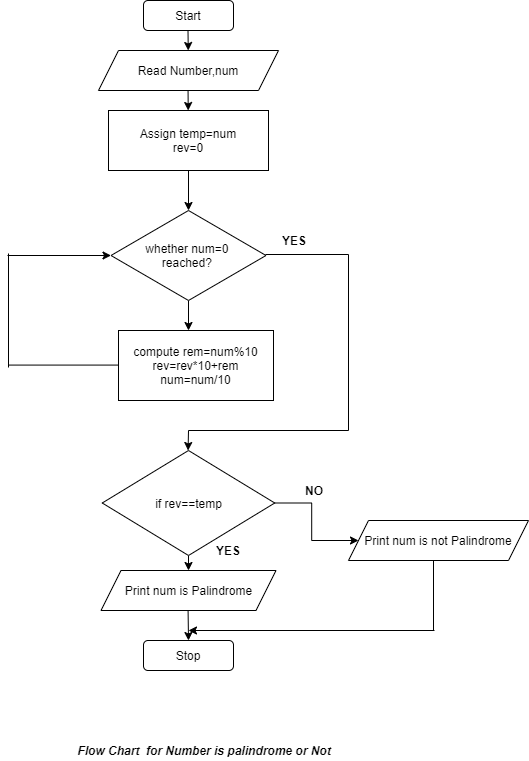 Start
Read Number,num
Assign temp=num
rev=0
whether num=0
reached?
YES
compute rem=num%10
rev=rev*10+rem
num=num/10
if rev==temp
NO
YES
Print num is not Palindrome
Print num is Palindrome
Stop
Flow Chart  for Number is palindrome or Not